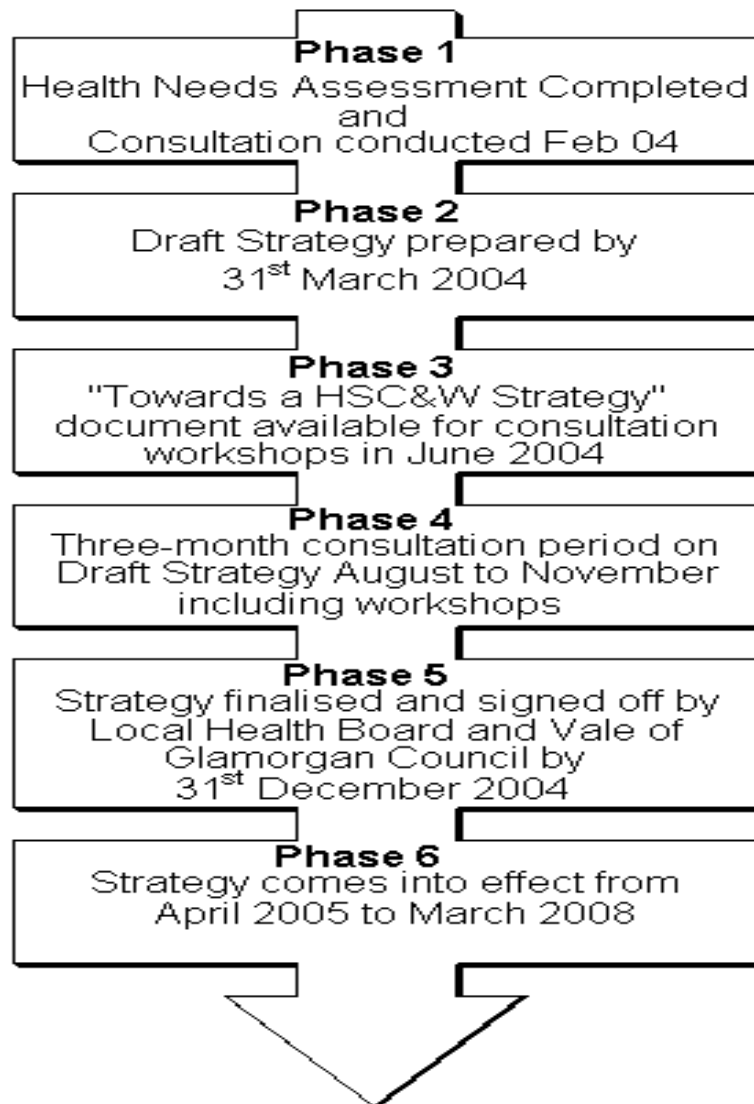 Phase 1
Health Needs Assessment Completed
and
Consultation conducted Feb 04
Phase 2
Draft Strategy prepared by
31st March 2004
Phase 3
"Towards a HSC&W Strategy"
document available for consultation
workshops in June 2004
Phase 4
Three-month consultation period on
Draft Strategy August to November
including workshops
Phase 5
Strategy finalised and signed off by
Local Health Board and Vale of
Glamorgan Council by
31st December 2004
Phase 6
Strategy comes into effect from
April 2005 to March 2008